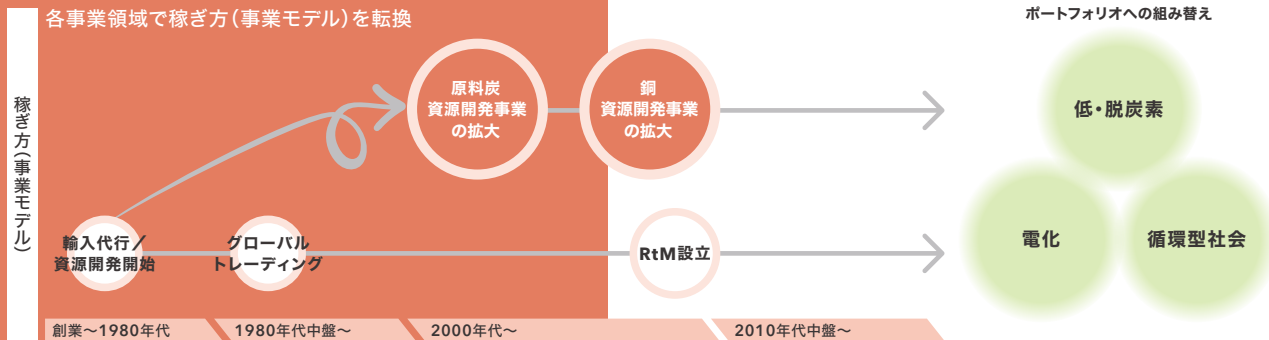 各事業領域で稼ぎ方（事業モデル）を転換
ポートフォリオへの組み替え
稼ぎ方（事業モデル）
原料炭
資源開発事業
の拡大
銅
資源開発事業
の拡大
低・脱炭素
輸入代行／
資源開発開始
グローバル
トレーディング
RtM設立
電化
循環型社会
創業～1980年代
1980年代中盤～
2000年代～
2010年代中盤～